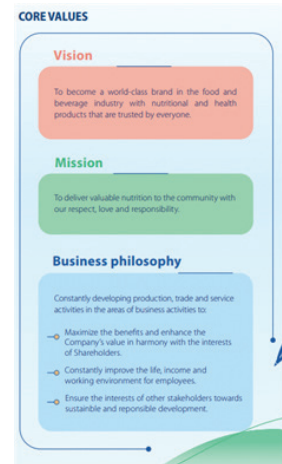 CORE VALUES
Vision
To become a world-class brand in the food and
beverage industry with nutritional and health
products that are trusted by everyone.
Mission
To deliver valuable nutrition to the community with
our respect, love and responsibility.
Business philosophy
Constantly developing production, trade and service
activities in the areas of business activities to:
Maximize the benefits and enhance the
Company's value in harmony with the interests
of Shareholders.
Constantly improve the life, income and
working environment for employees.
Ensure the interests of other stakeholders towards
sustainble and reponsible development.